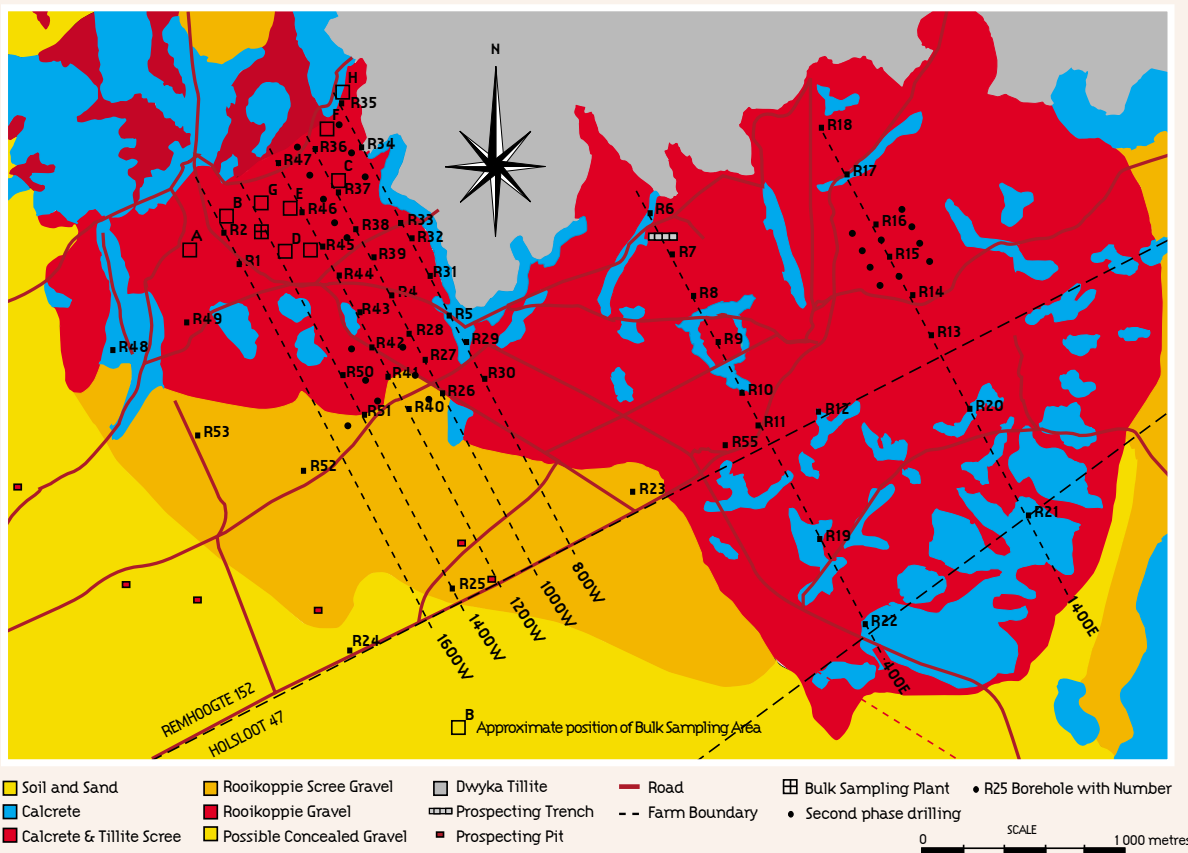 N
H
R35
F
R36
R34
R47
C
R37
G
E
R46
B
R2
R38
R33
R32
A
D
R45
R39
R1
R44
R31
R4
R43
R5
R49
R28
R29
R48
R42
R27
R50
R41
R30
R26
R51
R40
R53
R52
R18
R17
R6
R16
R7
R15
R8
R14
R13
R9
R10
R12
R20
R11
R55
R23
R21
R19
R25
R22
R24
800W
1000W
1200W
1400W
1600W
400E
1400E
REMHOOGTE 152
HOLSLOOT 47
B
Approximate position of Bulk Sampling Area
Soil and Sand
Rooikoppie Scree Gravel
Dwyka Tillite
Road
Bulk Sampling Plant
R25 Borehole with Number
Calcrete
Rooikoppie Gravel
Prospecting Trench
Farm Boundary
Second phase drilling
Calcrete & Tillite Scree
Possible Concealed Gravel
Prospecting Pit
SCALE
0 1 000 metres